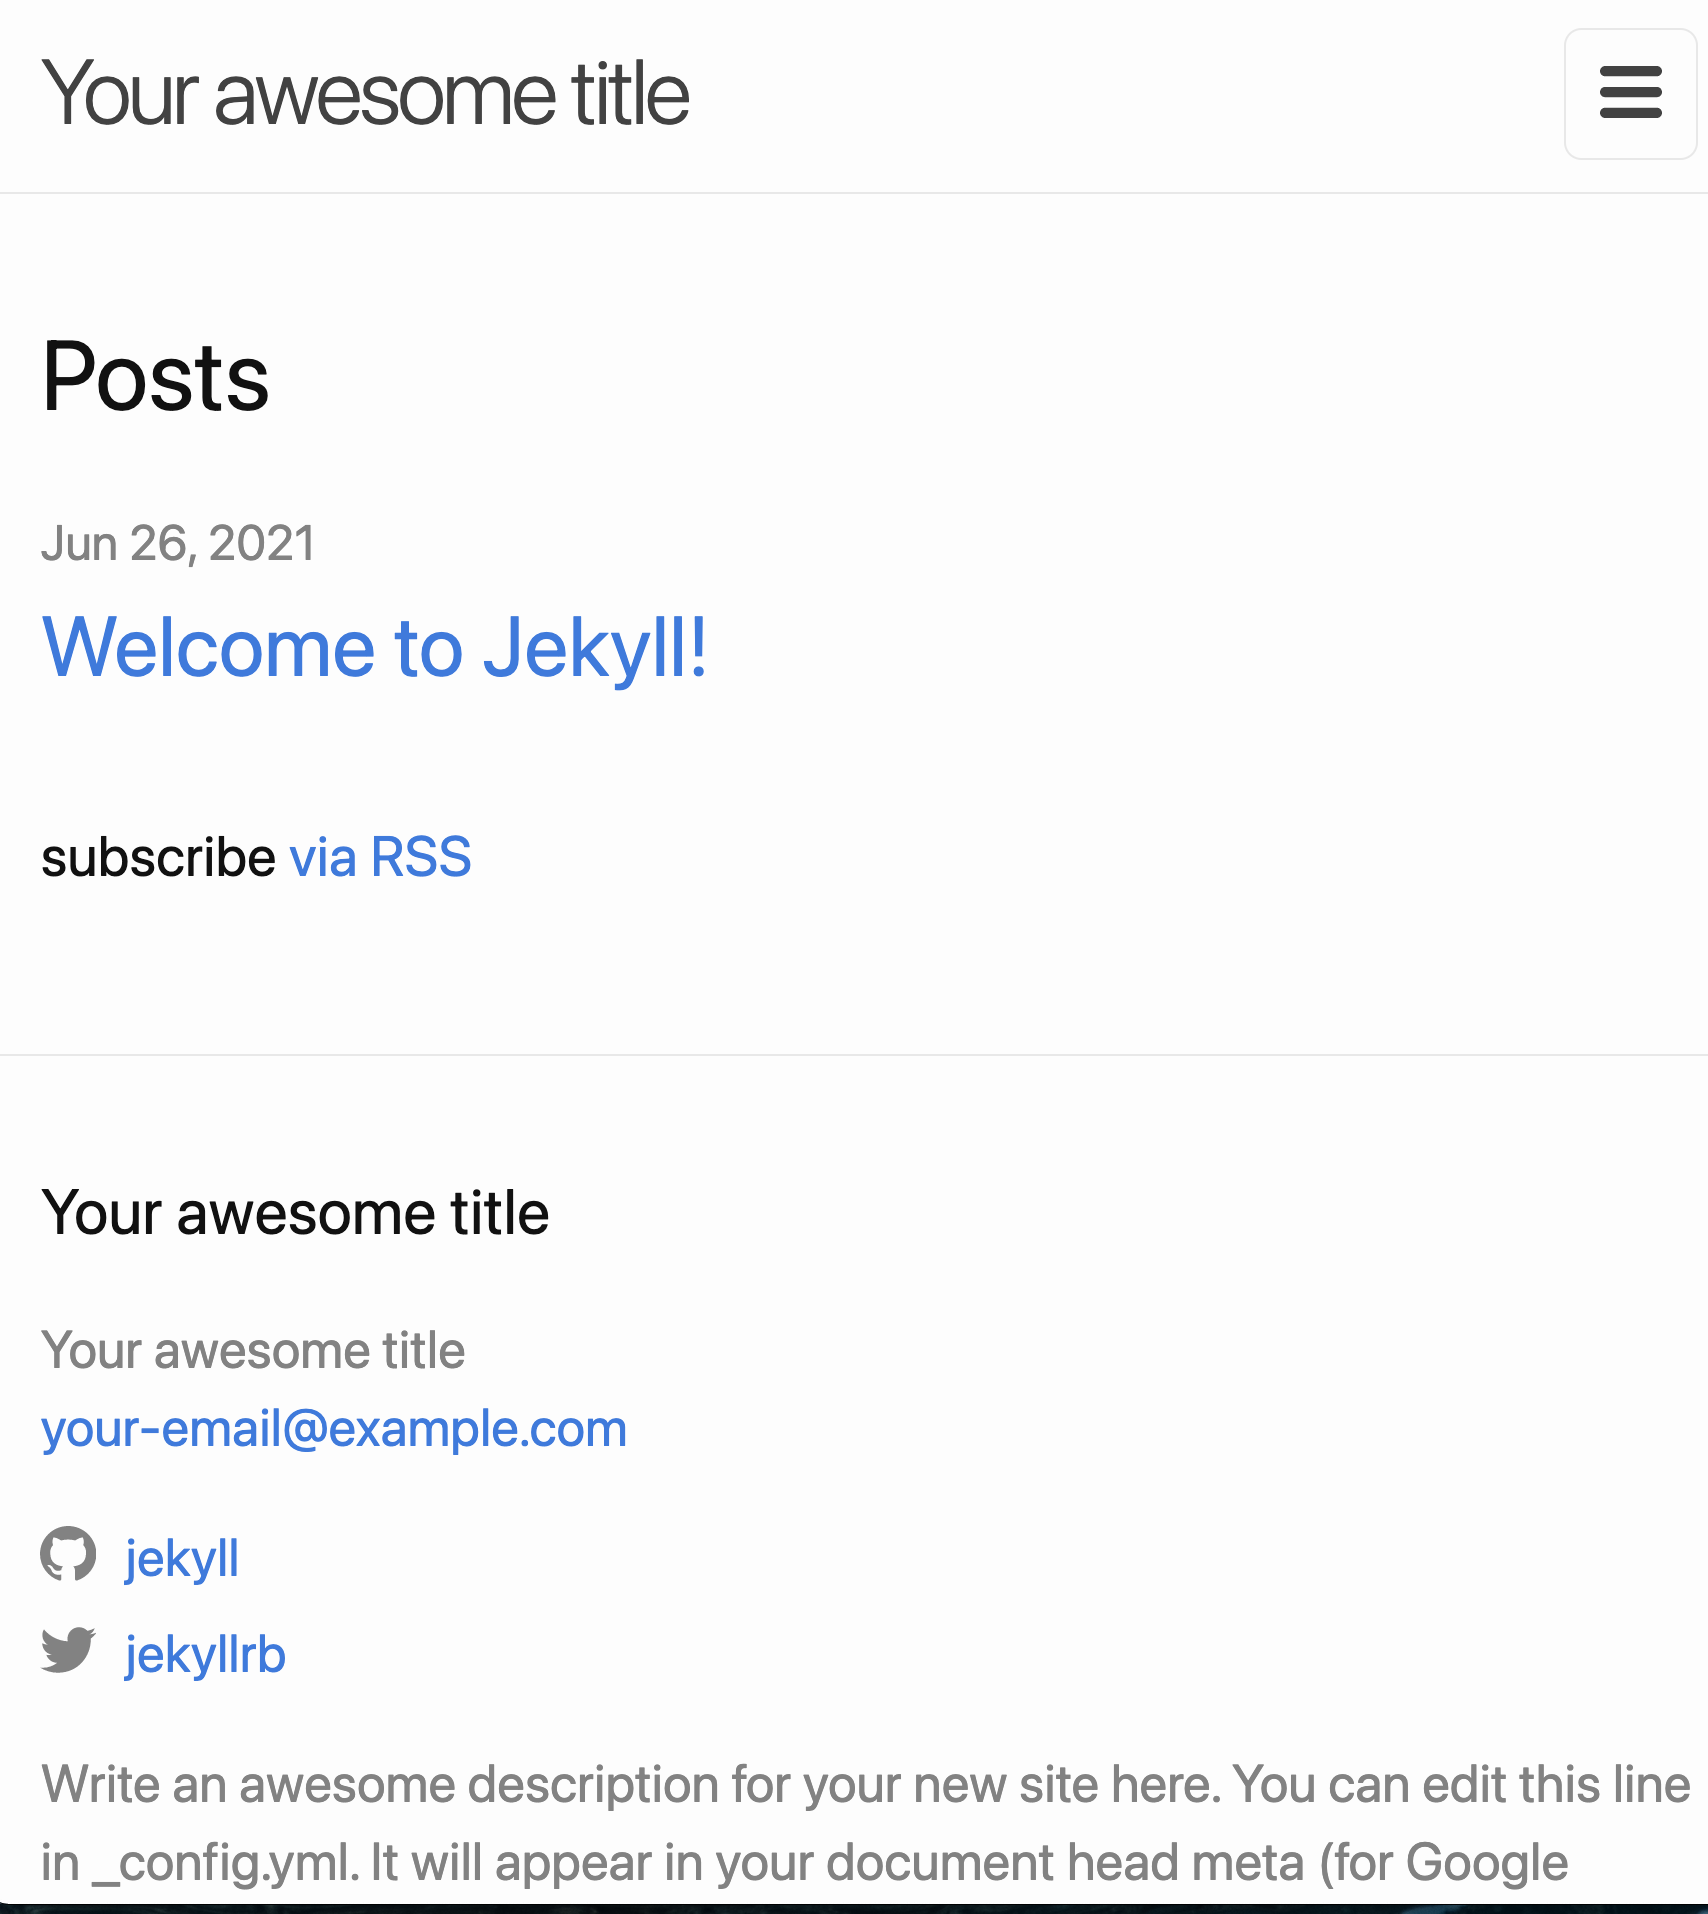 Your awesome title
Posts
Jun 26, 2021
Welcome to Jekyll!
subscribe via RSS
Your awesome title
Your awesome title
your-email@example.com
jekyll
jekyllrb
Write an awesome description for your new site here. You can edit this line
in _config.yml. It will appear in your document head meta (for Google